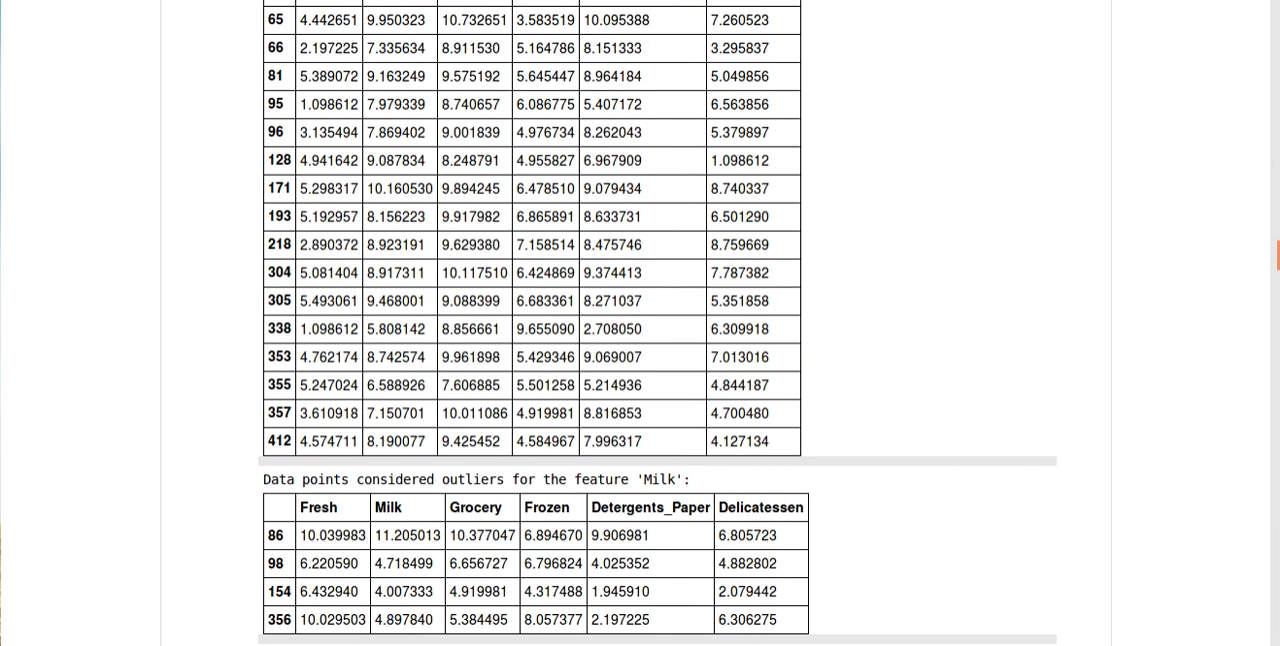 65 4.442651 9.950323 10.732651 3.583519 10.095388 7.260523
66 2.197225 7.335634 8.911530 5.164786 8.151333 3.295837
81 5.389072 9.163249 9.575192 5.645447 8.964184 5.049856
95 1.098612 7.979339 8.740657 6.086775 5.407172 6.563856
96 3.135494 7.869402 9.001839 4.976734 8.262043 5.379897
128 4.941642 9.087834 8.248791 4.955827 6.967909 1.098612
171 5.298317 10.160530 9.894245 6.478510 9.079434 8.740337
193 5.192957 8.156223 9.917982 6.865891 8.633731 6.501290
218 2.890372 8.923191 9.629380 7.158514 8.475746 8.759669
304 5.081404 8.917311 10.117510 6.424869 9.374413 7.787382
305 5.493061 9.468001 9.088399 6.683361 8.271037 5.351858
338 1.098612 5.808142 8.856661 9.655090 2.708050 6.309918
353 4.762174 8.742574 9.961898 5.429346 9.069007 7.013016
355 5.247024 6.588926 7.606885 5.501258 5.214936 4.844187
357 3.610918 7.150701 10.011086 4.919981 8.816853 4.700480
412 4.574711 8.190077 9.425452 4.584967 7.996317 4.127134
Data points considered outliers for the feature 'Milk':
Fresh Milk Grocery Frozen Detergents_Paper Delicatessen
86 10.039983 11.205013 10.377047 6.894670 9.906981 6.805723
98 6.220590 4.718499 6.656727 6.796824 4.025352 4.882802
154 6.432940 4.007333 4.919981 4.317488 1.945910 2.079442
356 10.029503 4.897840 5.384495 8.057377 2.197225 6.306275